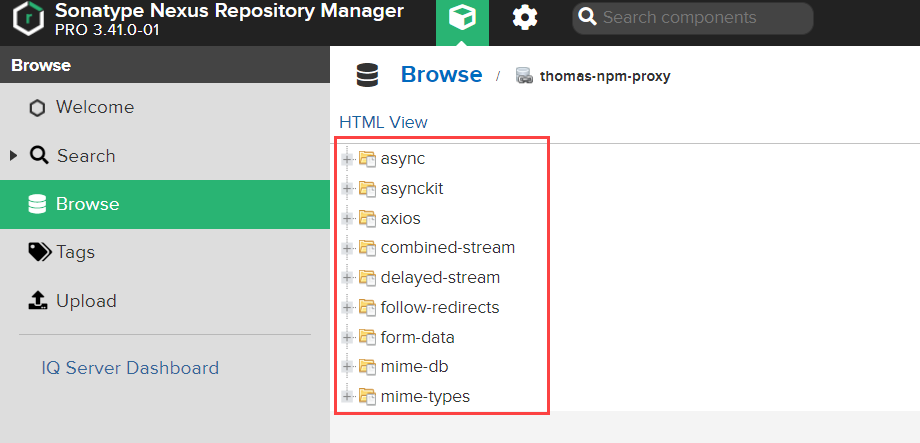 Sonatype Nexus Repository Manager
PRO 3.41.0-01
Search components
Browse
Welcome
Search
Browse
Tags
Upload
IQ Server Dashboard
Browse / thomas-npm-proxy
HTML View
async
asynckit
axios
combined-stream
delayed-stream
follow-redirects
form-data
mime-db
mime-types